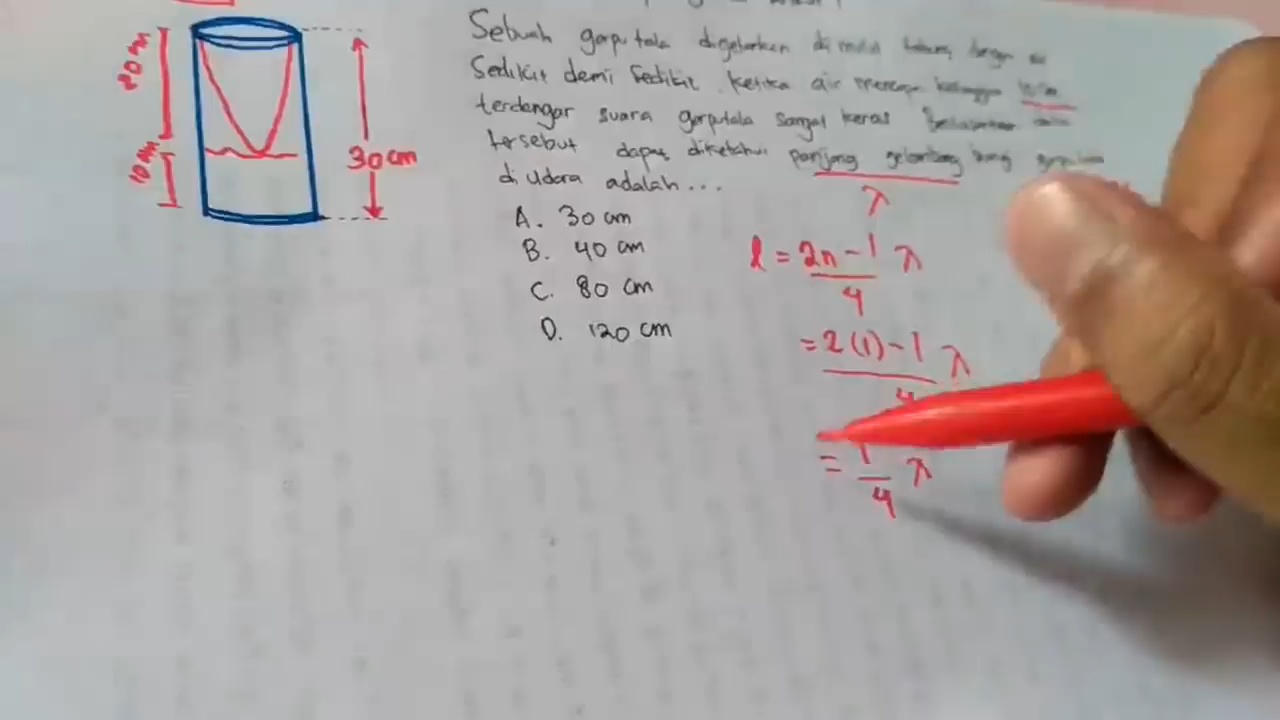 20 cm
10 cm
30 cm
Sebuah garputala digetarkan di mulut tabung,
Sedikit demi sedikit. ketika air mencapai ketinggian 10 cm
terdengar suara garputala sangat keras
tersebut dapat diketahui panjang gelombang
di udara adalah...
λ
A. 30 cm
B. 40 cm
C. 80 cm
D. 120 cm
l = 2n - 1 λ
4
= 2 (1) - 1 λ
4
= 1 λ
4